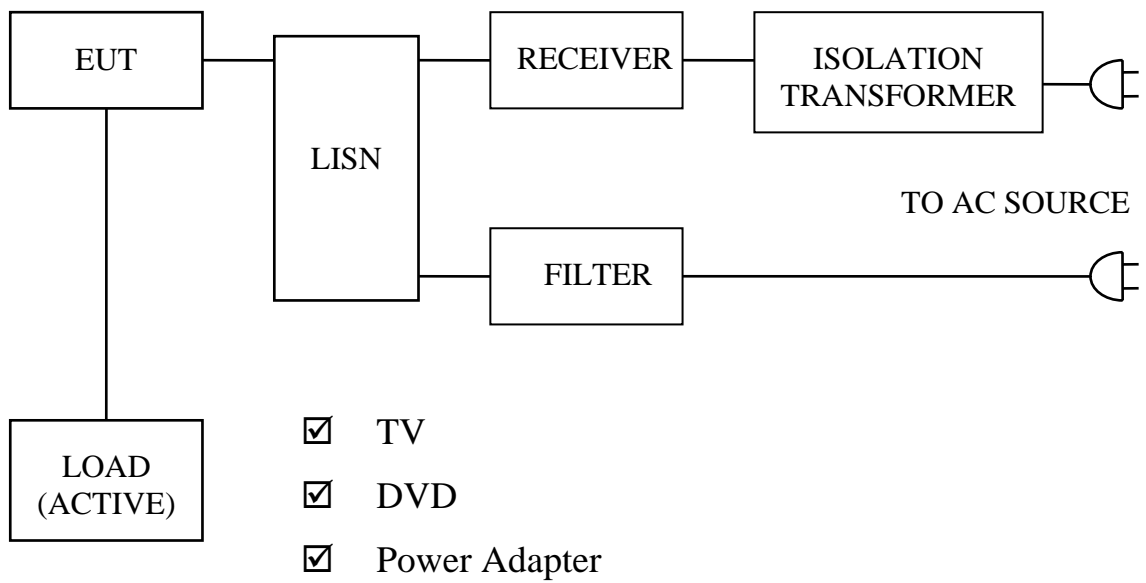 EUT
LISN
RECEIVER
ISOLATION
TRANSFORMER
TO AC SOURCE
FILTER
LOAD
(ACTIVE)
☑ TV
☑ DVD
☑ Power Adapter